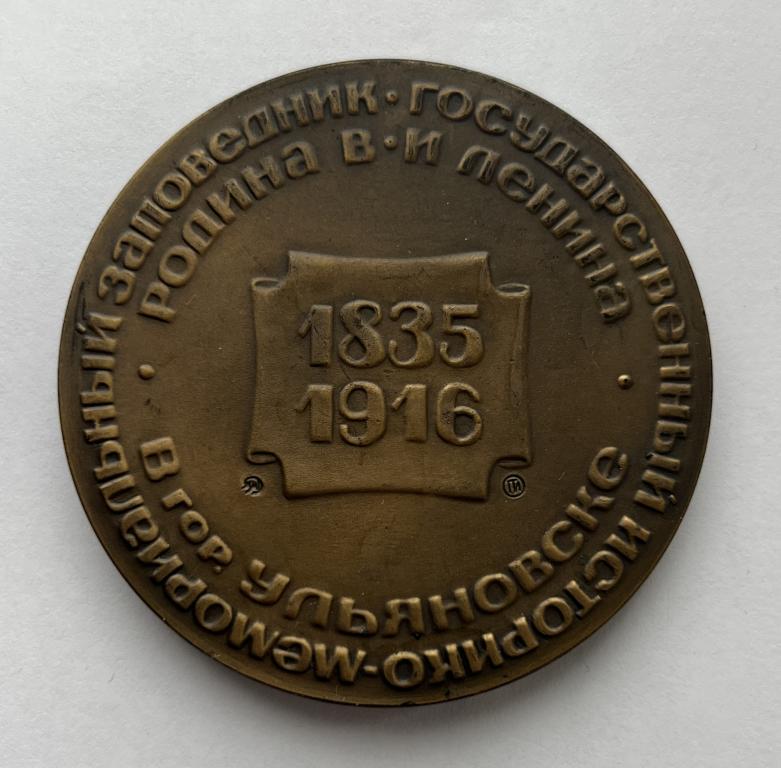 ГОСУДАРСТВЕННЫЙ ИСТОРИКО-МЕМОРИАЛЬНЫЙ ЗАПОВЕДНИК ·
РОДИНА В·И ЛЕНИНА
1835
1916
· В ГОР. УЛЬЯНОВСКЕ ·